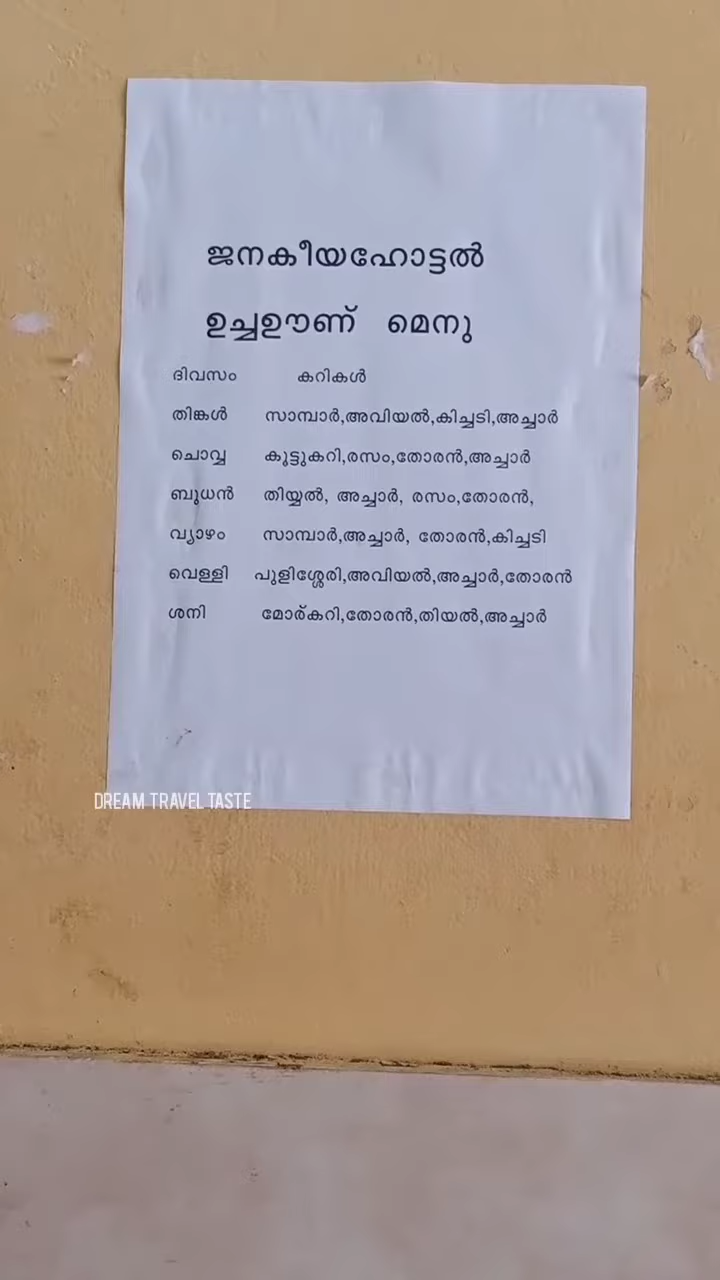 ജനകീയഹോട്ടൽ
ഉച്ചഊണ് മെനു
ദിവസം കറികൾ
തിങ്കൾ സാമ്പാർ,അവിയൽ,കിച്ചടി,അച്ചാർ
ചൊവ്വ കൂട്ടുകറി,രസം,തോരൻ,അച്ചാർ
ബുധൻ തിയ്യൽ, അച്ചാർ, രസം,തോരൻ,
വ്യാഴം സാമ്പാർ,അച്ചാർ, തോരൻ,കിച്ചടി
വെള്ളി പുളിശ്ശേരി,അവിയൽ,അച്ചാർ,തോരൻ
ശനി മോര്കറി,തോരൻ,തിയൽ,അച്ചാർ
DREAM TRAVEL TASTE